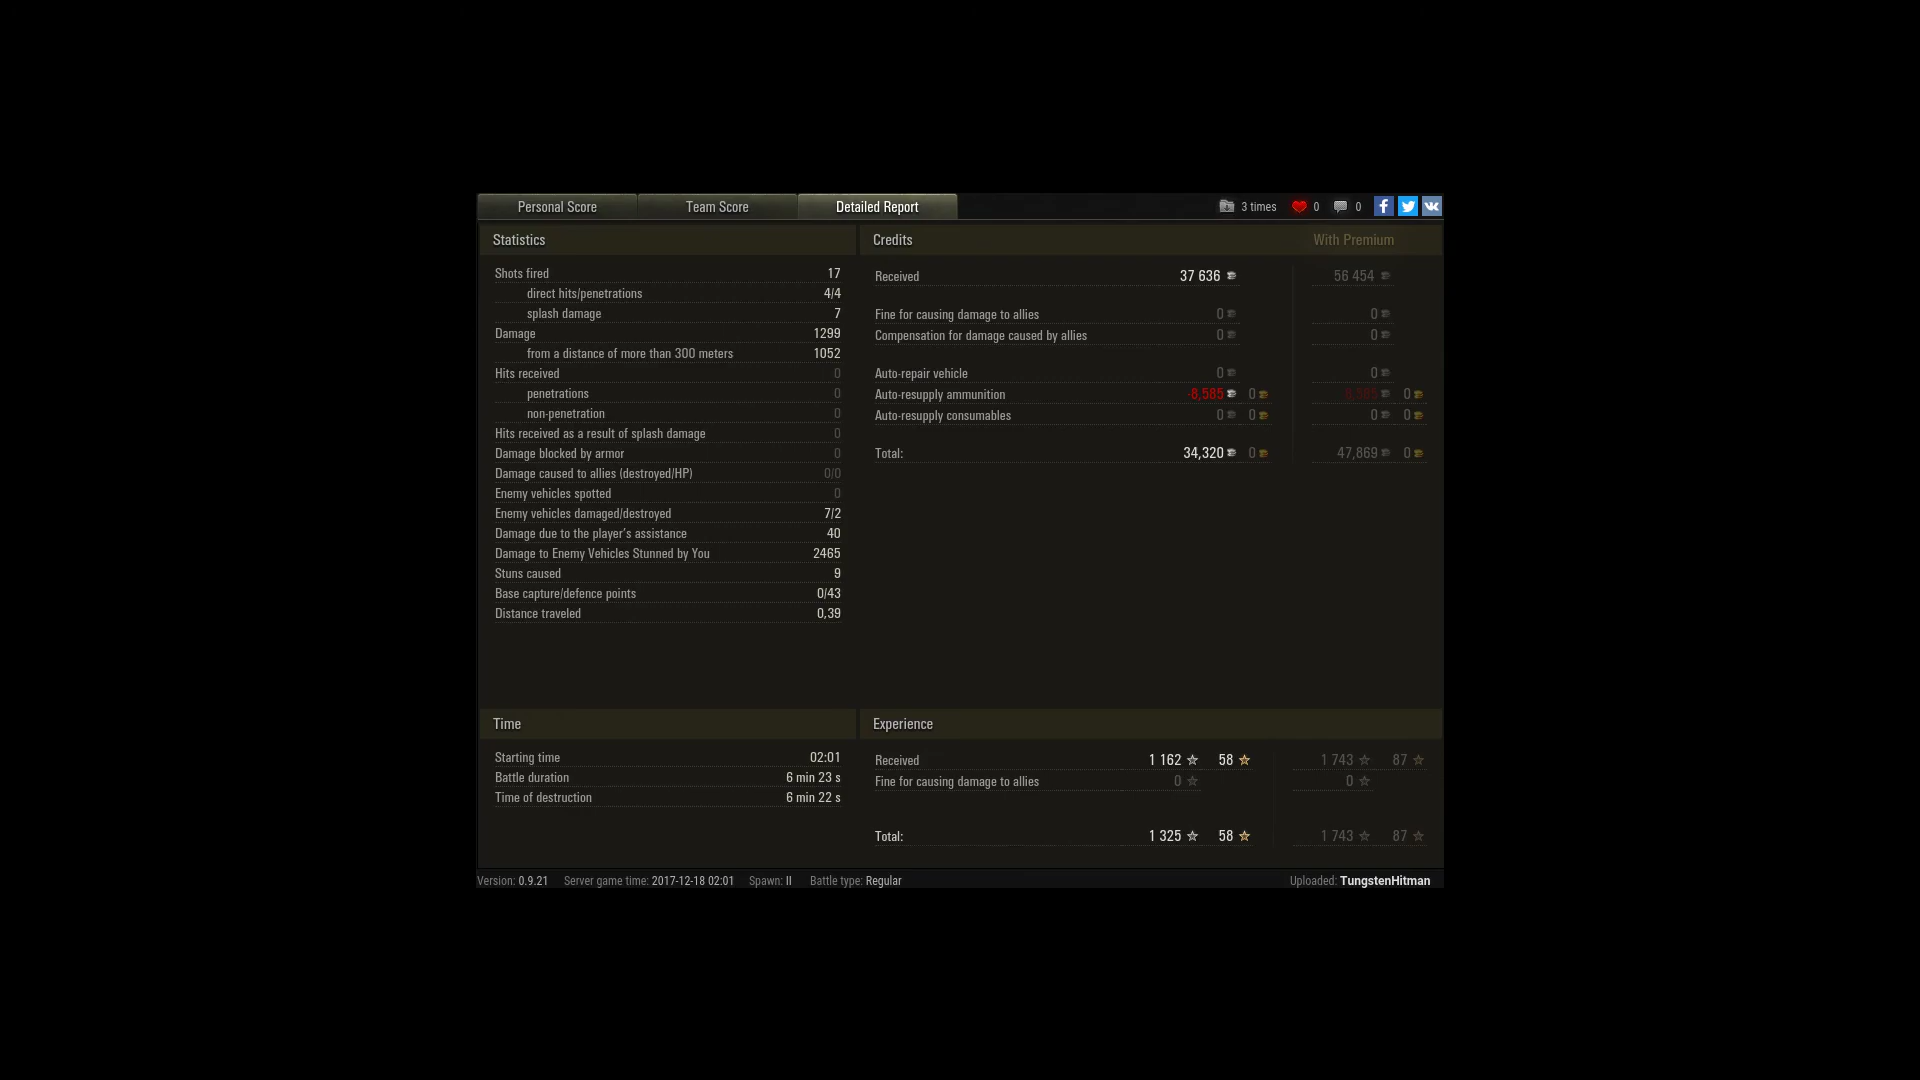 Personal Score Team Score Detailed Report 3 times 0 0
Statistics
Shots fired 17
direct hits/penetrations 4/4
splash damage 7
Damage 1299
from a distance of more than 300 meters 1052
Hits received 0
penetrations 0
non-penetration 0
Hits received as a result of splash damage 0
Damage blocked by armor 0
Damage caused to allies (destroyed/HP) 0/0
Enemy vehicles spotted 0
Enemy vehicles damaged/destroyed 7/2
Damage due to the player's assistance 40
Damage to Enemy Vehicles Stunned by You 2465
Stuns caused 9
Base capture/defence points 0/43
Distance traveled 0,39
Credits With Premium
Received 37 636 56 454
Fine for causing damage to allies 0 0
Compensation for damage caused by allies 0 0
Auto-repair vehicle 0 0
Auto-resupply ammunition -8,585 0 0
Auto-resupply consumables 0 0 0 0
Total: 34,320 0 47,869 0
Time
Starting time 02:01
Battle duration 6 min 23 s
Time of destruction 6 min 22 s
Experience
Received 1 162 58 1 743 87
Fine for causing damage to allies 0 0
Total: 1 325 58 1 743 87
Version: 0.9.21 Server game time: 2017-12-18 02:01 Spawn: II Battle type: Regular Uploaded: TungstenHitman